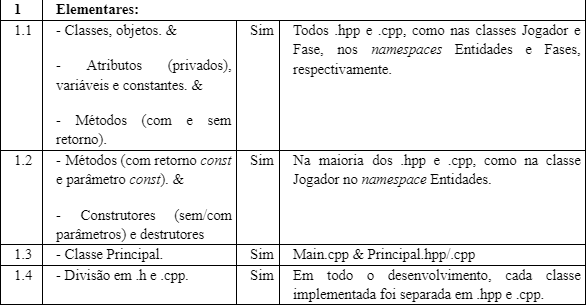 1 Elementares:
1.1 - Classes, objetos. & Sim Todos .hpp e .cpp, como nas classes Jogador e
Fase, nos namespaces Entidades e Fases,
- Atributos (privados), respectivamente.
variáveis e constantes. &
- Métodos (com e sem
retorno).
1.2 - Métodos (com retorno const Sim Na maioria dos .hpp e .cpp, como na classe
e parâmetro const). & Jogador no namespace Entidades.
- Construtores (sem/com
parâmetros) e destrutores
1.3 - Classe Principal. Sim Main.cpp & Principal.hpp/.cpp
1.4 - Divisão em .h e .cpp. Sim Em todo o desenvolvimento, cada classe
implementada foi separada em .hpp e .cpp.